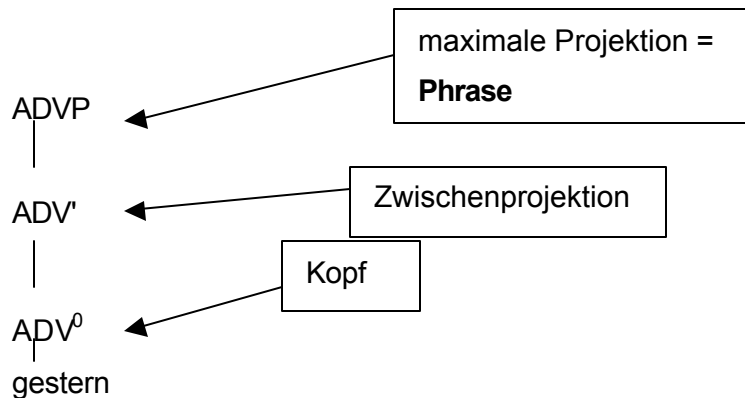 maximale Projektion =
Phrase
ADVP
Zwischenprojektion
ADV'
Kopf
ADV⁰
gestern